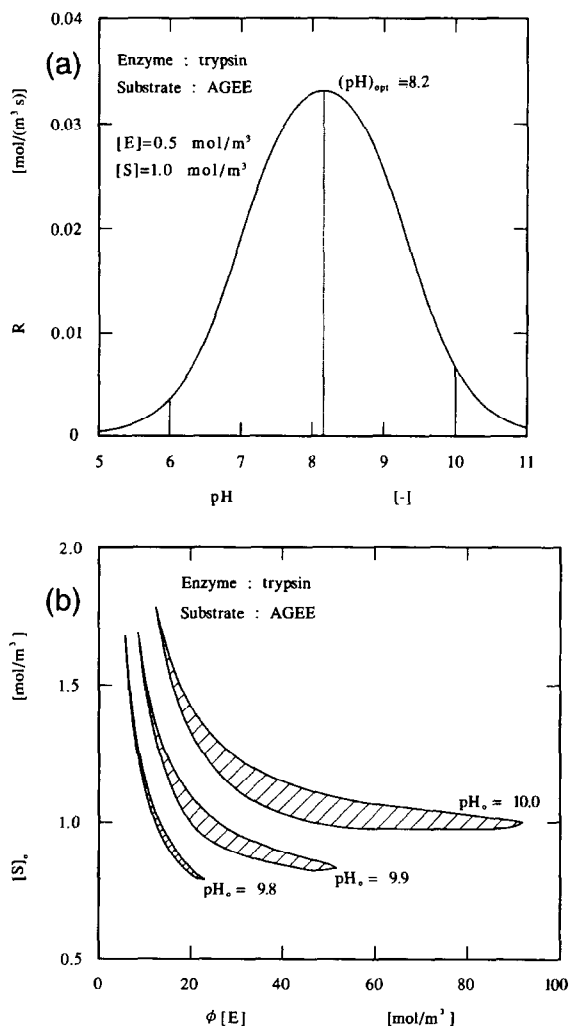 (a)
0.04
Enzyme : trypsin
Substrate : AGEE
(pH)opt =8.2
[E]=0.5 mol/m³
[S]=1.0 mol/m³
[mol/(m³ s)]
0.03
0.02
R
0.01
0
5 6 7 8 9 10 11
pH [-]
(b)
2.0
Enzyme : trypsin
Substrate : AGEE
[mol/m³]
1.5
pHₒ = 10.0
1.0
[S]ₒ
pHₒ = 9.8
pHₒ = 9.9
0.5
0 20 40 60 80 100
φ [E] [mol/m³]